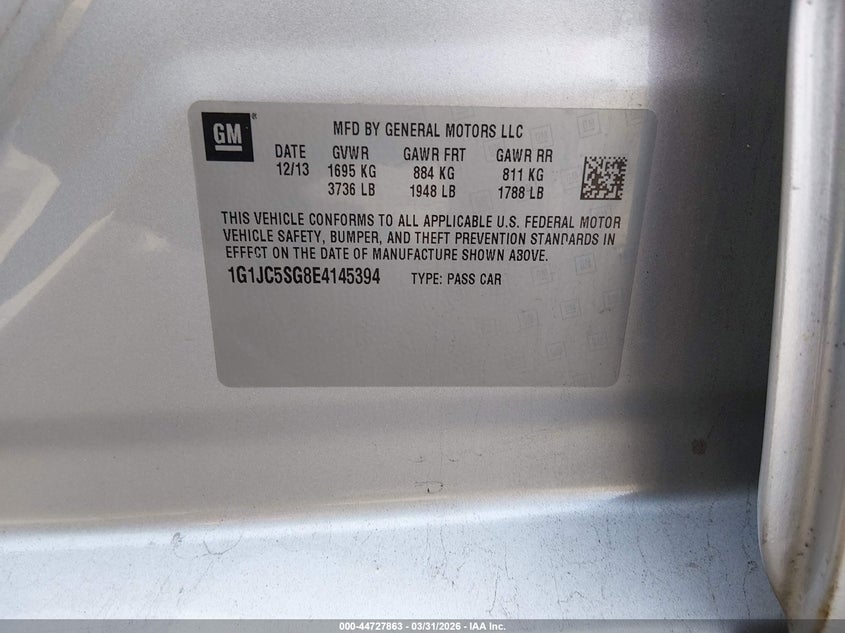 GM®
MFD BY GENERAL MOTORS LLC
DATE GVWR GAWR FRT GAWR RR
12/13 1695 KG 884 KG 811 KG
3736 LB 1948 LB 1788 LB
THIS VEHICLE CONFORMS TO ALL APPLICABLE U.S. FEDERAL MOTOR
VEHICLE SAFETY, BUMPER, AND THEFT PREVENTION STANDARDS IN
EFFECT ON THE DATE OF MANUFACTURE SHOWN ABOVE.
1G1JC5SG8E4145394 TYPE: PASS CAR
000-44727863 - 03/31/2026 - IAA Inc.